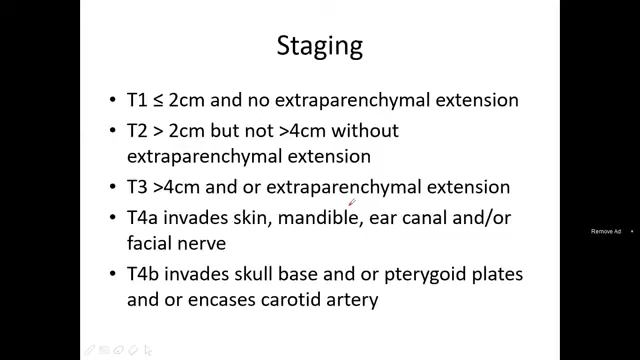 Staging
• T1 ≤ 2cm and no extraparenchymal extension
• T2 > 2cm but not >4cm without
extraparenchymal extension
• T3 >4cm and or extraparenchymal extension
• T4a invades skin, mandible, ear canal and/or
facial nerve
• T4b invades skull base and or pterygoid plates
and or encases carotid artery
Remove Ad